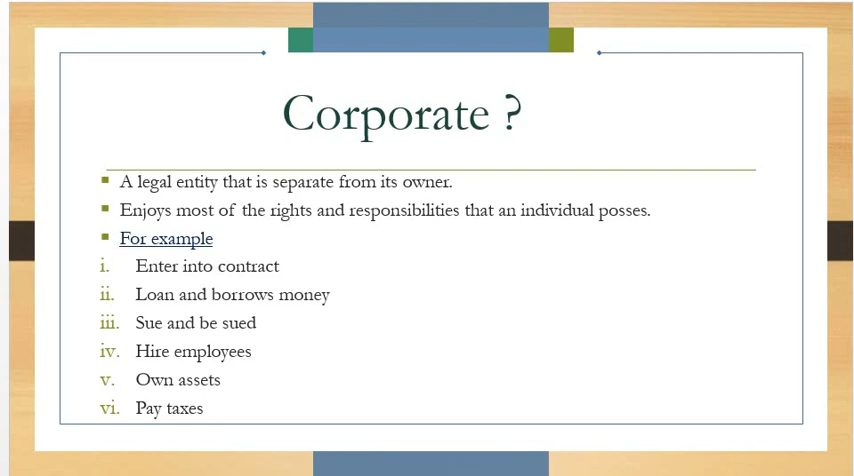 Corporate ?
▪ A legal entity that is separate from its owner.
▪ Enjoys most of the rights and responsibilities that an individual posses.
▪ For example
i. Enter into contract
ii. Loan and borrows money
iii. Sue and be sued
iv. Hire employees
v. Own assets
vi. Pay taxes